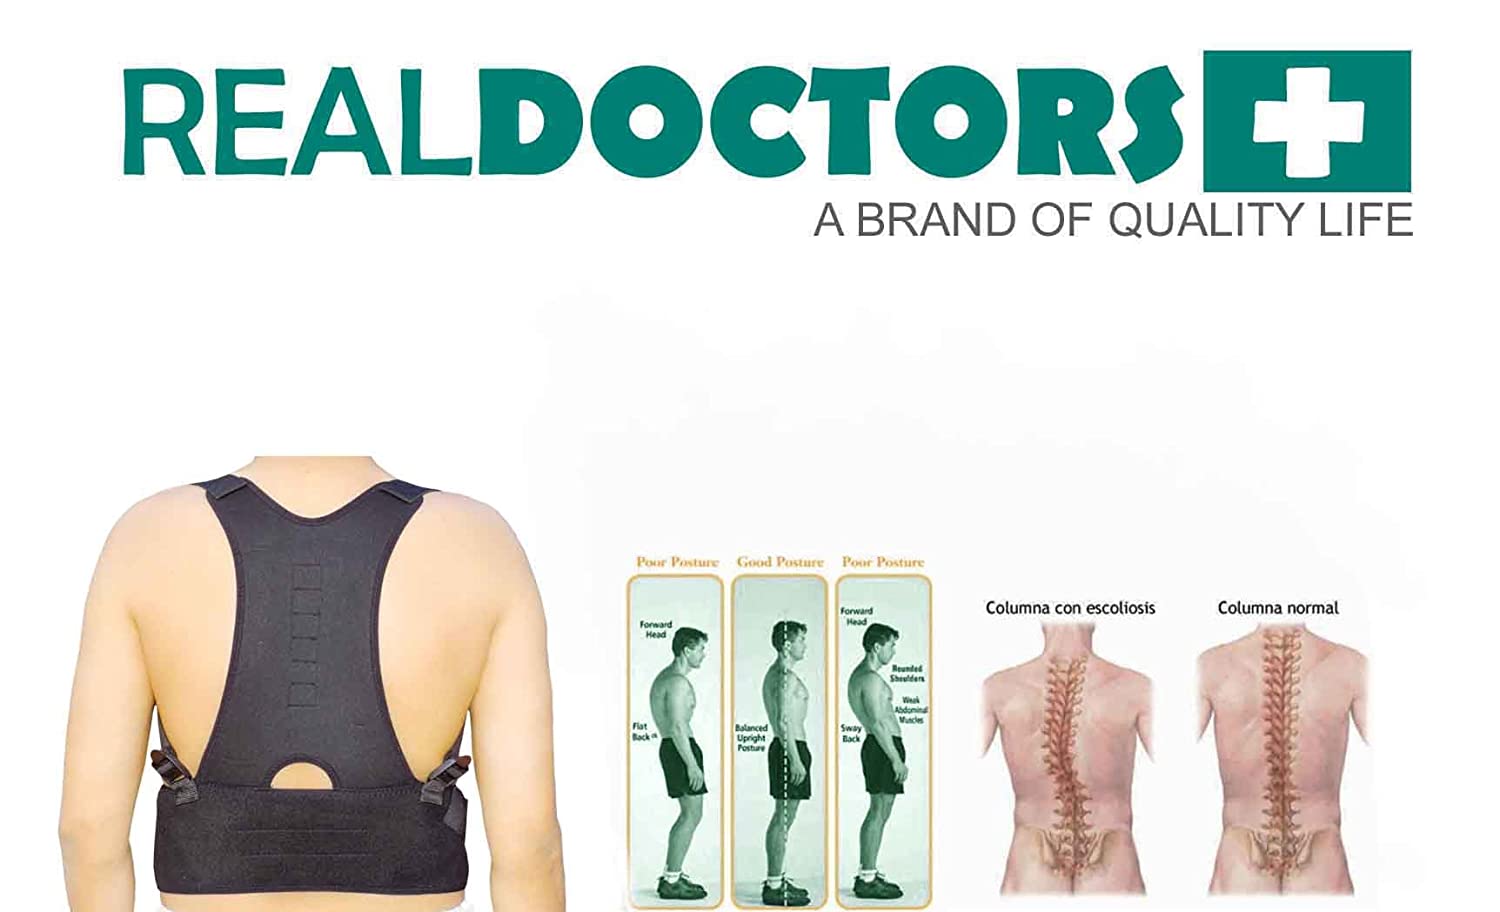 REALDOCTORS
A BRAND OF QUALITY LIFE
Poor Posture
Good Posture
Poor Posture
Forward
Head
Flat
Back
Balanced
Upright
Posture
Forward
Head
Rounded
Shoulders
Weak
Abdominal
Muscles
Sway
Back
Columna con escoliosis
Columna normal